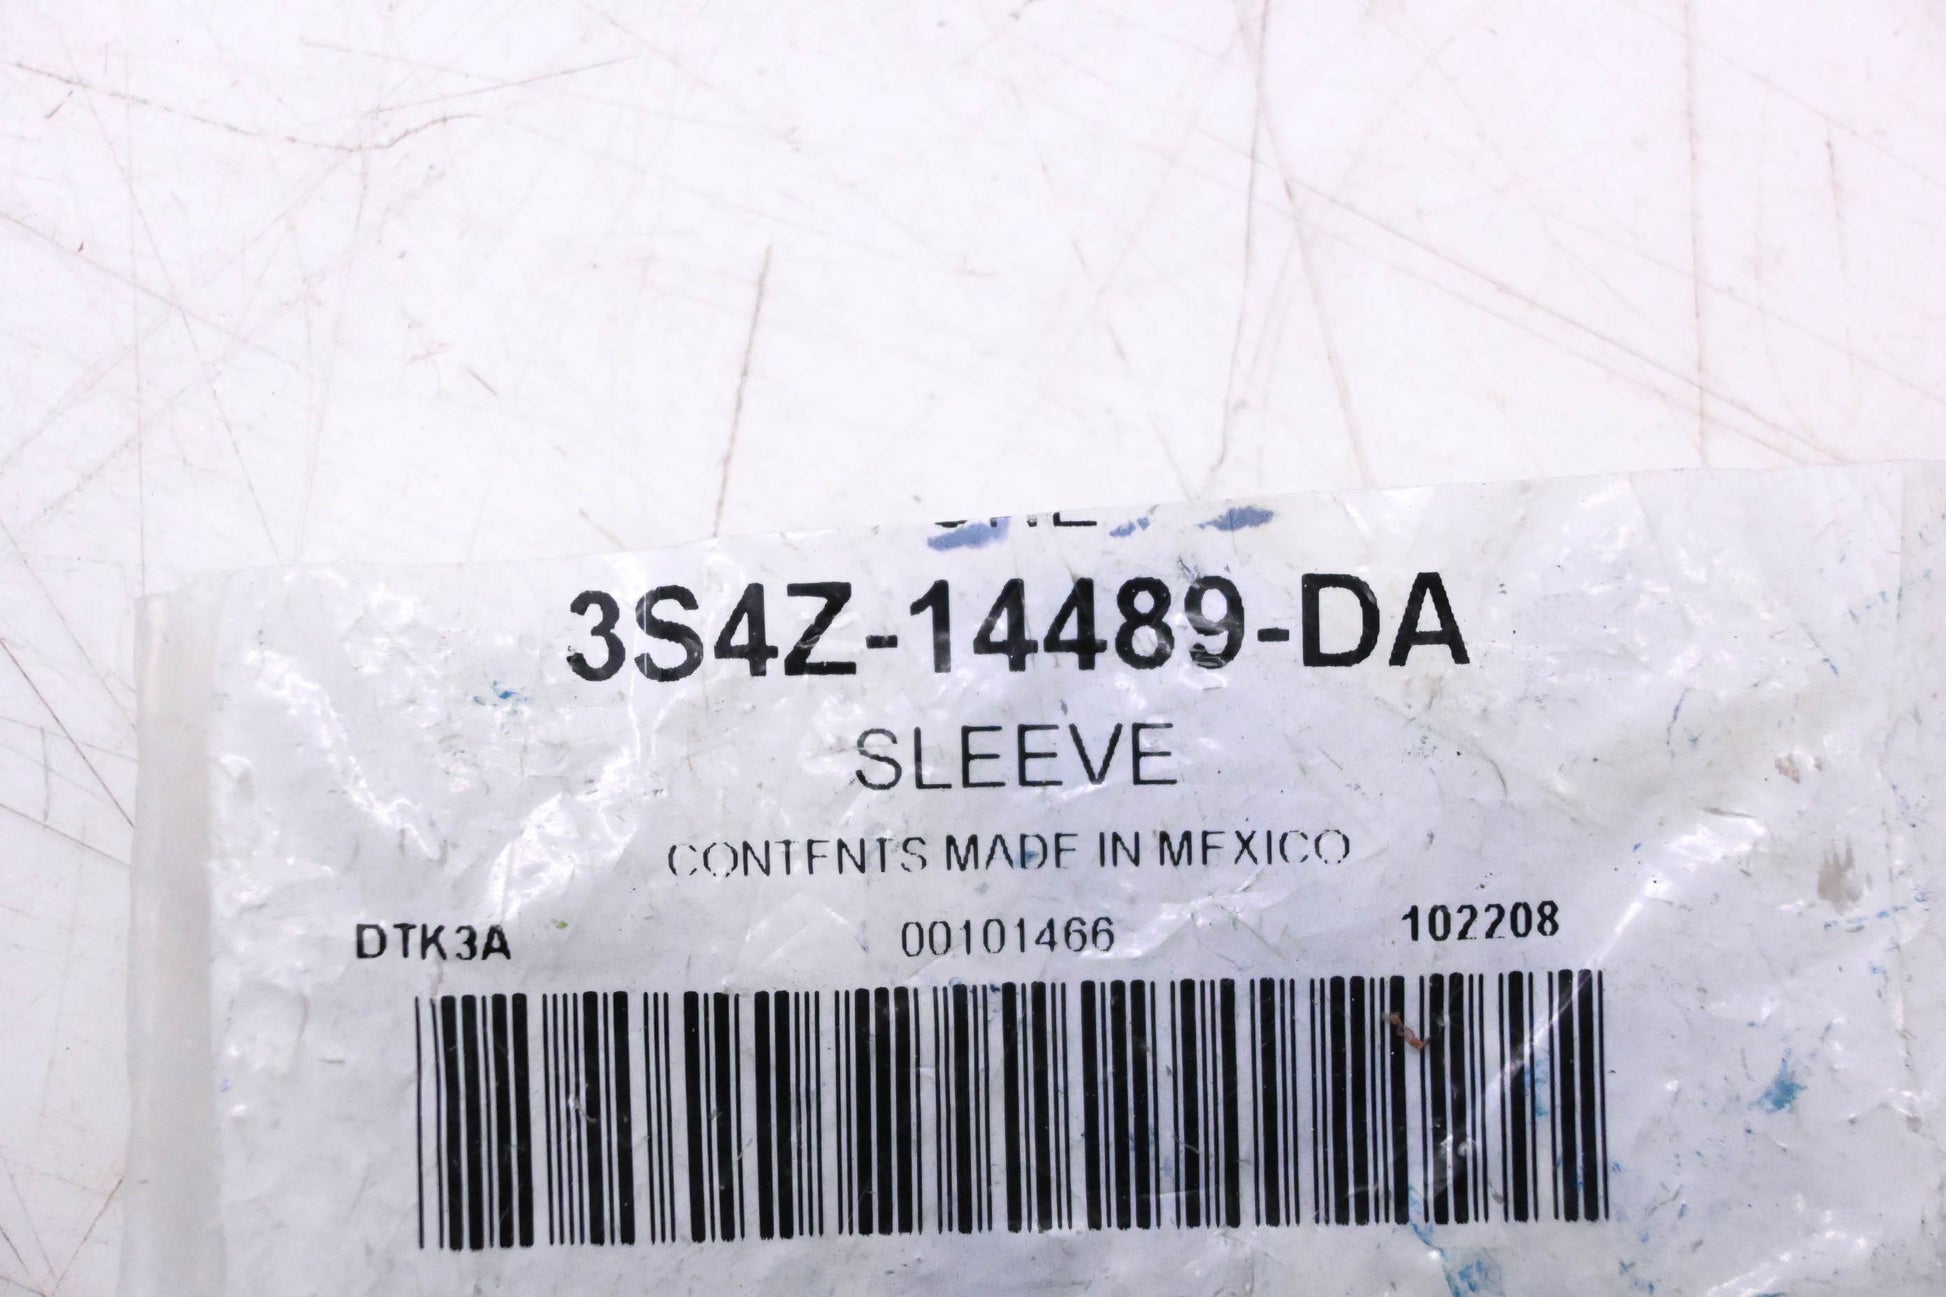 3S4Z-14489-DA
SLEEVE
CONTENTS MADE IN MEXICO
DTK3A 00101466 102208